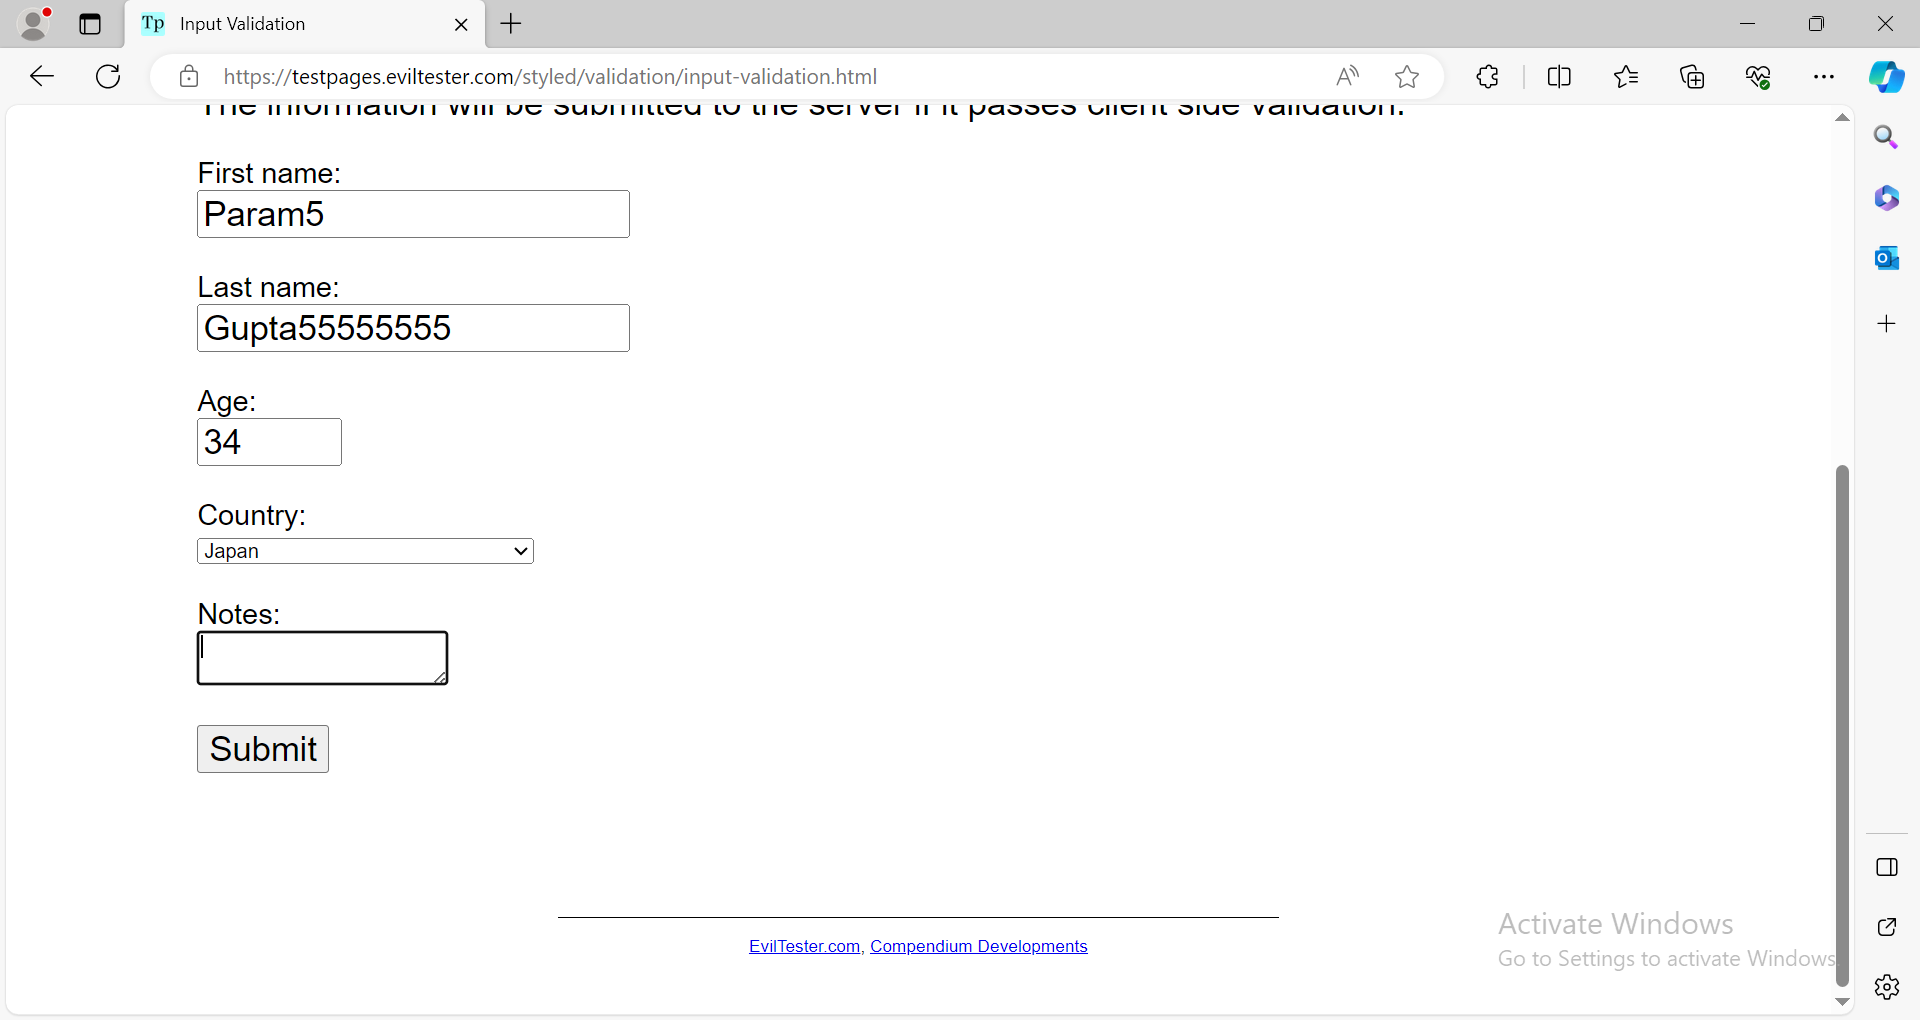 Tp Input Validation
https://testpages.eviltester.com/styled/validation/input-validation.html
The information will be submitted to the server if it passes client side validation.
First name:
Param5
Last name:
Gupta55555555
Age:
34
Country:
Japan
Notes:
Submit
EvilTester.com, Compendium Developments
Activate Windows
Go to Settings to activate Windows.